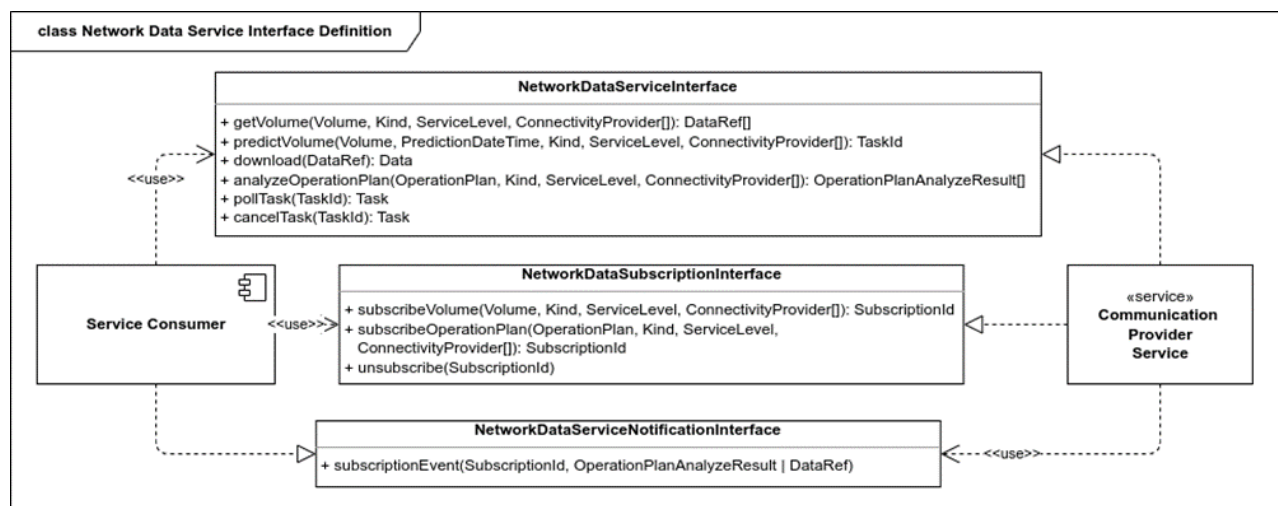 class Network Data Service Interface Definition
NetworkDataServiceInterface
+ getVolume(Volume, Kind, ServiceLevel, ConnectivityProvider[]): DataRef[]
+ predictVolume(Volume, PredictionDateTime, Kind, ServiceLevel, ConnectivityProvider[]): TaskId
+ download(DataRef): Data
+ analyzeOperationPlan(OperationPlan, Kind, ServiceLevel, ConnectivityProvider[]): OperationPlanAnalyzeResult[]
+ pollTask(TaskId): Task
+ cancelTask(TaskId): Task
<<use>>
Service Consumer
<<use>>
NetworkDataSubscriptionInterface
+ subscribeVolume(Volume, Kind, ServiceLevel, ConnectivityProvider[]): SubscriptionId
+ subscribeOperationPlan(OperationPlan, Kind, ServiceLevel,
ConnectivityProvider[]): SubscriptionId
+ unsubscribe(SubscriptionId)
«service»
Communication
Provider
Service
NetworkDataServiceNotificationInterface
+ subscriptionEvent(SubscriptionId, OperationPlanAnalyzeResult | DataRef)
<<use>>